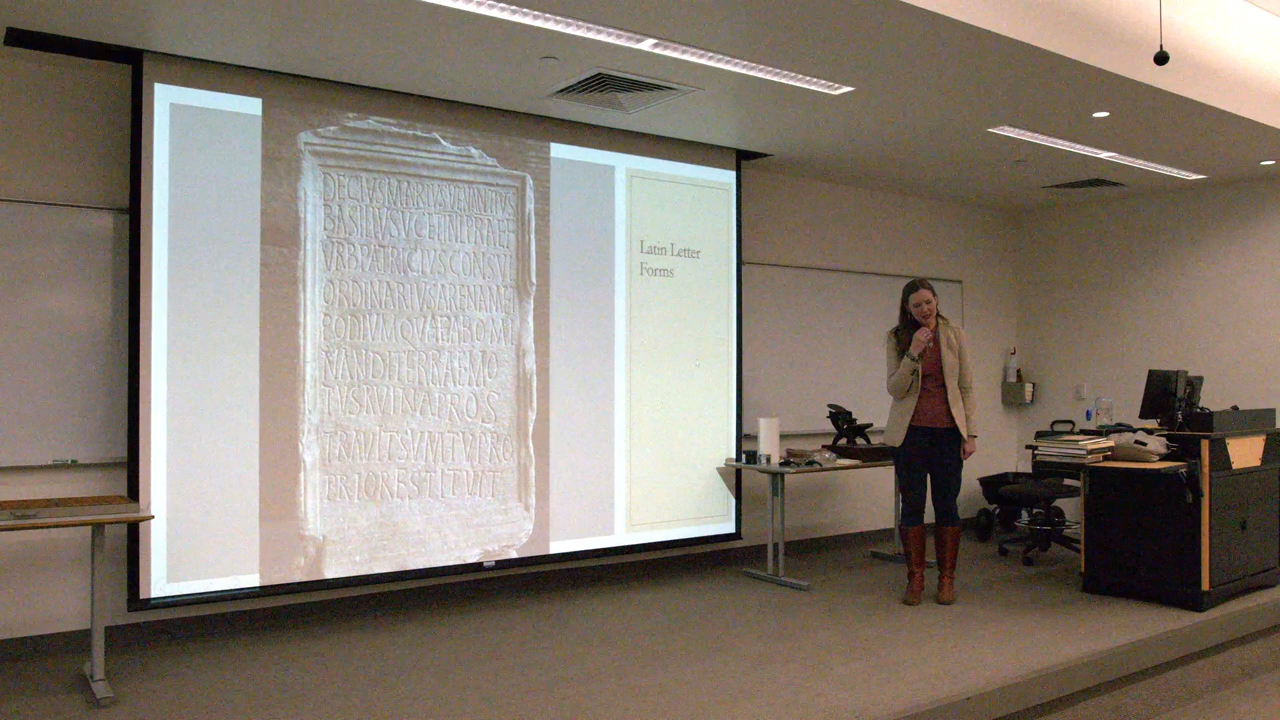 DECIVSMARIVSVENANTIVS
BASILIVSVCETINLPRAEF
VRBPATRICIVSCONSVL
ORDINARIVSARENAMET
PODIVMQVAEABOMI
NANDITERRAEMO
TVSRVINAPROS
TRAVITSVMTVPRO
PRIORESTITVIT
Latin Letter
Forms